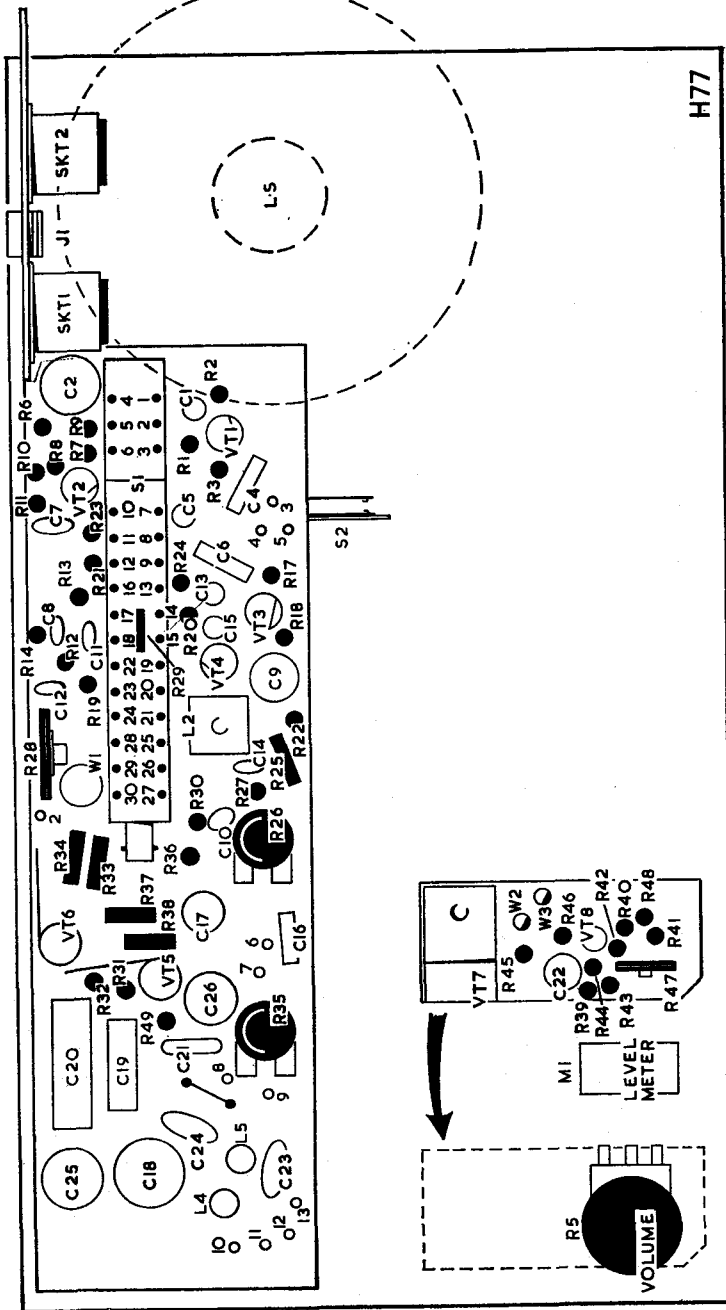 C25
C20
VT6
R34
2
R28
C12
R14
C8
R11
R10
R6
SKT1
J1
SKT2
C18
C19
R32
R31
R33
W1
R19
R12
C11
R13
R21
C7
VT2
R23
R8
R7
R9
C2
VT5
R38
R37
30 29 28 24 23 22 18 17 16 12 11 10
S1
6 5 4
27 26 25 21 20 19 15 14 13 9 8 7
3 2 1
R49
C21
C24
C26
C17
R36
R30
L2
R29
R20
R24
C5
R1
C1
L4
L5
8
7
6
C10
R27
C14
VT4
C15
C13
C6
R3
VT1
R2
10
11
12
13
C23
9
R35
C16
R26
R25
R22
C9
VT3
R18
R17
4
5
3
C4
S2
LS
H77
VT7
R45
W2
W3
C22
R46
VT8
R42
R39
R44
R43
R40
R48
R41
R47
M1
LEVEL
METER
R5
VOLUME